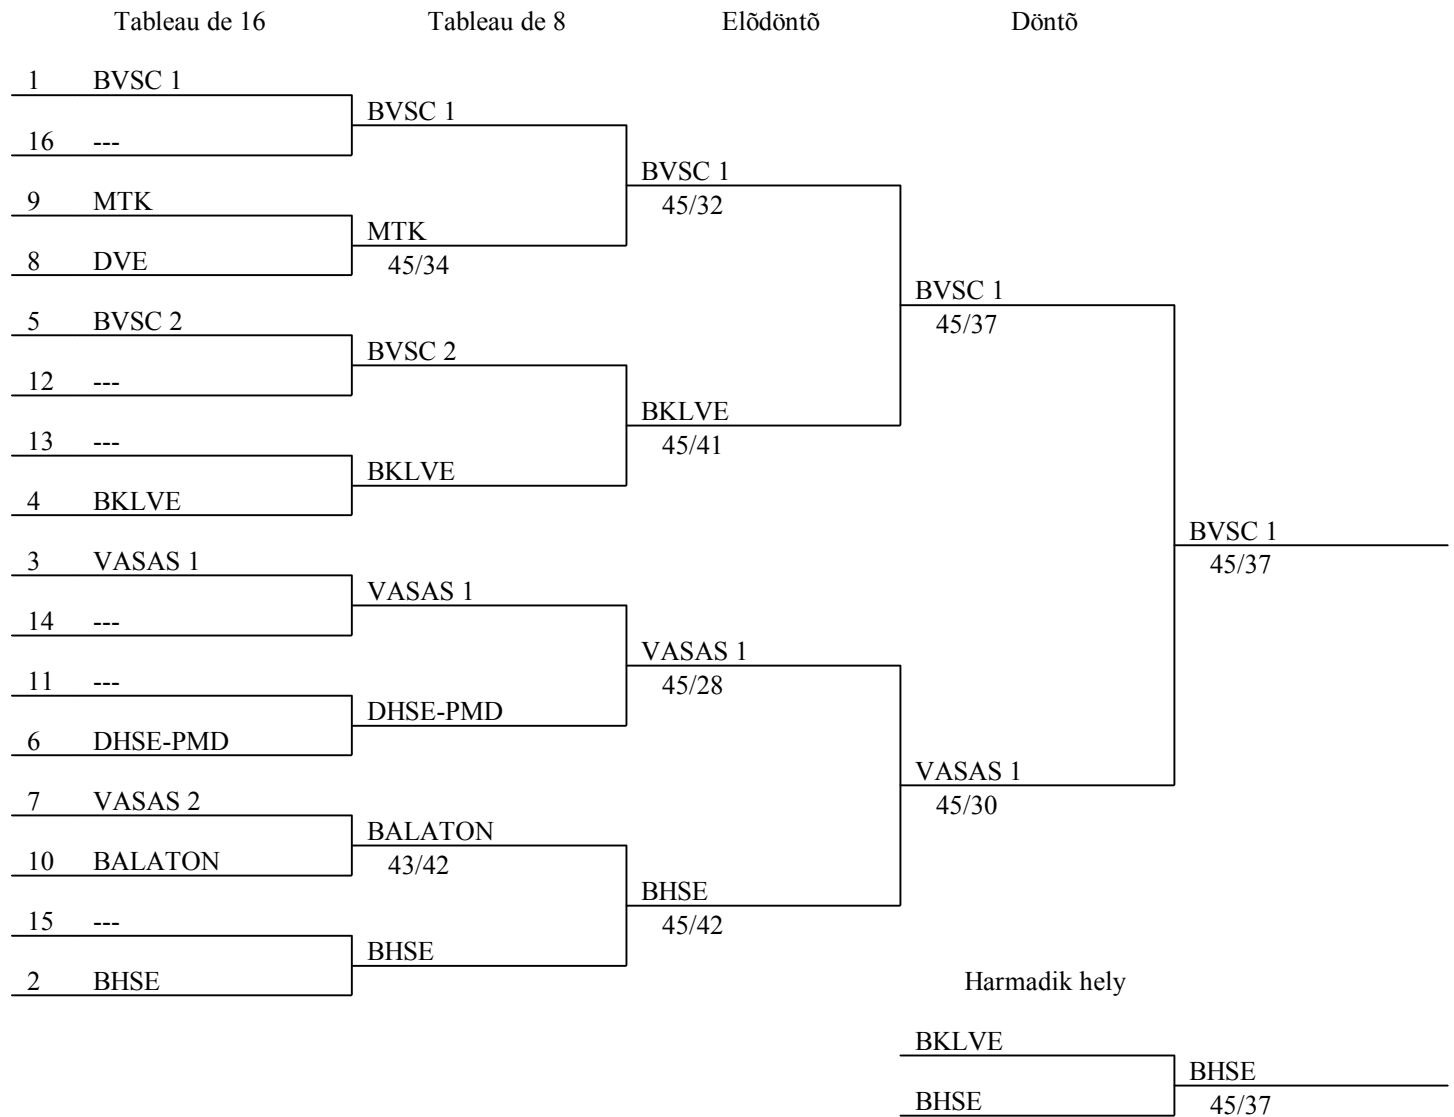 Tableau de 16 Tableau de 8 Elõdöntõ Döntõ
1 BVSC 1
BVSC 1
16 ---
BVSC 1
9 MTK
45/32
MTK
8 DVE
45/34
BVSC 1
5 BVSC 2
45/37
BVSC 2
12 ---
BKLVE
13 ---
45/41
BKLVE
4 BKLVE
BVSC 1
3 VASAS 1
45/37
VASAS 1
14 ---
VASAS 1
11 ---
45/28
DHSE-PMD
6 DHSE-PMD
VASAS 1
7 VASAS 2
45/30
BALATON
10 BALATON
43/42
BHSE
15 ---
45/42
BHSE
2 BHSE
Harmadik hely
BKLVE
BHSE
BHSE
45/37